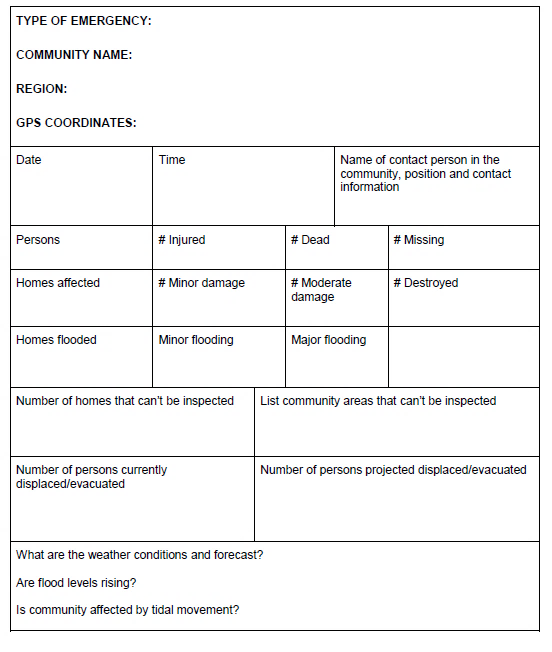 TYPE OF EMERGENCY:
COMMUNITY NAME:
REGION:
GPS COORDINATES:
Date
Time
Name of contact person in the
community, position and contact
information
Persons
# Injured
# Dead
# Missing
Homes affected
# Minor damage
# Moderate
damage
# Destroyed
Homes flooded
Minor flooding
Major flooding
Number of homes that can't be inspected
List community areas that can't be inspected
Number of persons currently
displaced/evacuated
Number of persons projected displaced/evacuated
What are the weather conditions and forecast?
Are flood levels rising?
Is community affected by tidal movement?